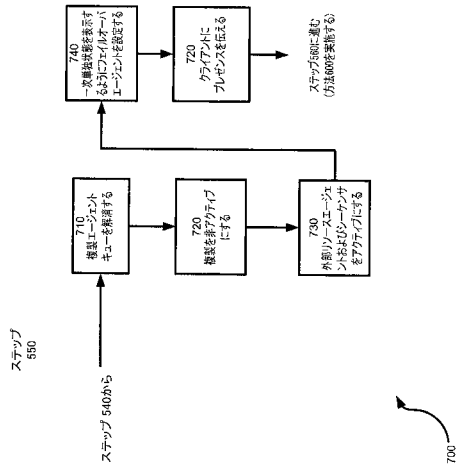 ステップ
550
ステップ 540から
710
複製エージェント
キューを解消する
720
複製を非アクティブ
にする
730
外部リソースエージェ
ントおよびシーケンサ
をアクティブにする
740
一次単独状態を表示す
るようにフェイルオーバ
エージェントを設定する
720
クライアントに
プレゼンスを伝える
ステップ560に進む
(方法600を実施する)
700